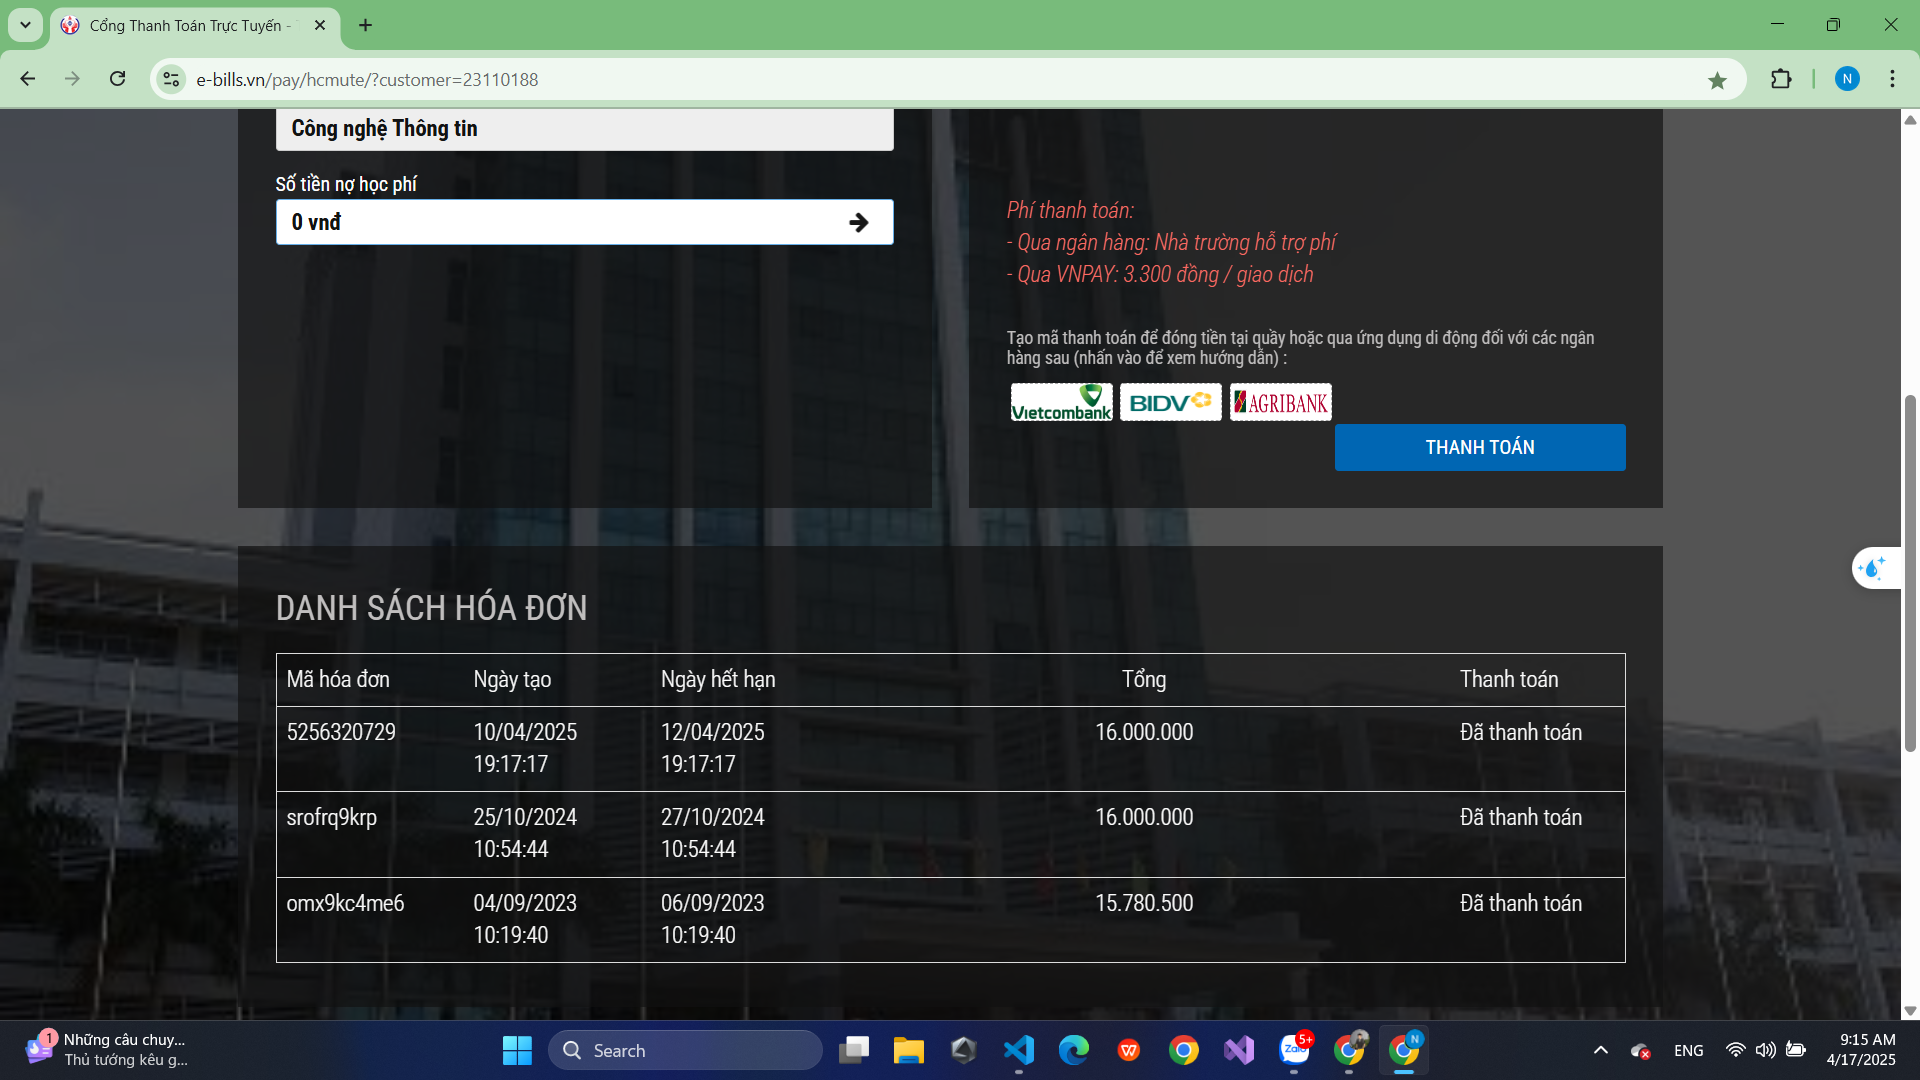 Cổng Thanh Toán Trực Tuyến -
e-bills.vn/pay/hcmute/?customer=23110188
N
Công nghệ Thông tin
Số tiền nợ học phí
0 vnđ
Phí thanh toán:
- Qua ngân hàng: Nhà trường hỗ trợ phí
- Qua VNPAY: 3.300 đồng / giao dịch
Tạo mã thanh toán để đóng tiền tại quầy hoặc qua ứng dụng di động đối với các ngân
hàng sau (nhấn vào để xem hướng dẫn) :
Vietcombank BIDV AGRIBANK
THANH TOÁN
DANH SÁCH HÓA ĐƠN
Mã hóa đơn Ngày tạo Ngày hết hạn Tổng Thanh toán
5256320729 10/04/2025 12/04/2025 16.000.000 Đã thanh toán
19:17:17 19:17:17
srofrq9krp 25/10/2024 27/10/2024 16.000.000 Đã thanh toán
10:54:44 10:54:44
omx9kc4me6 04/09/2023 06/09/2023 15.780.500 Đã thanh toán
10:19:40 10:19:40
1
Những câu chuy...
Thủ tướng kêu g...
Search
Zalo
5+
N
ENG
9:15 AM
4/17/2025